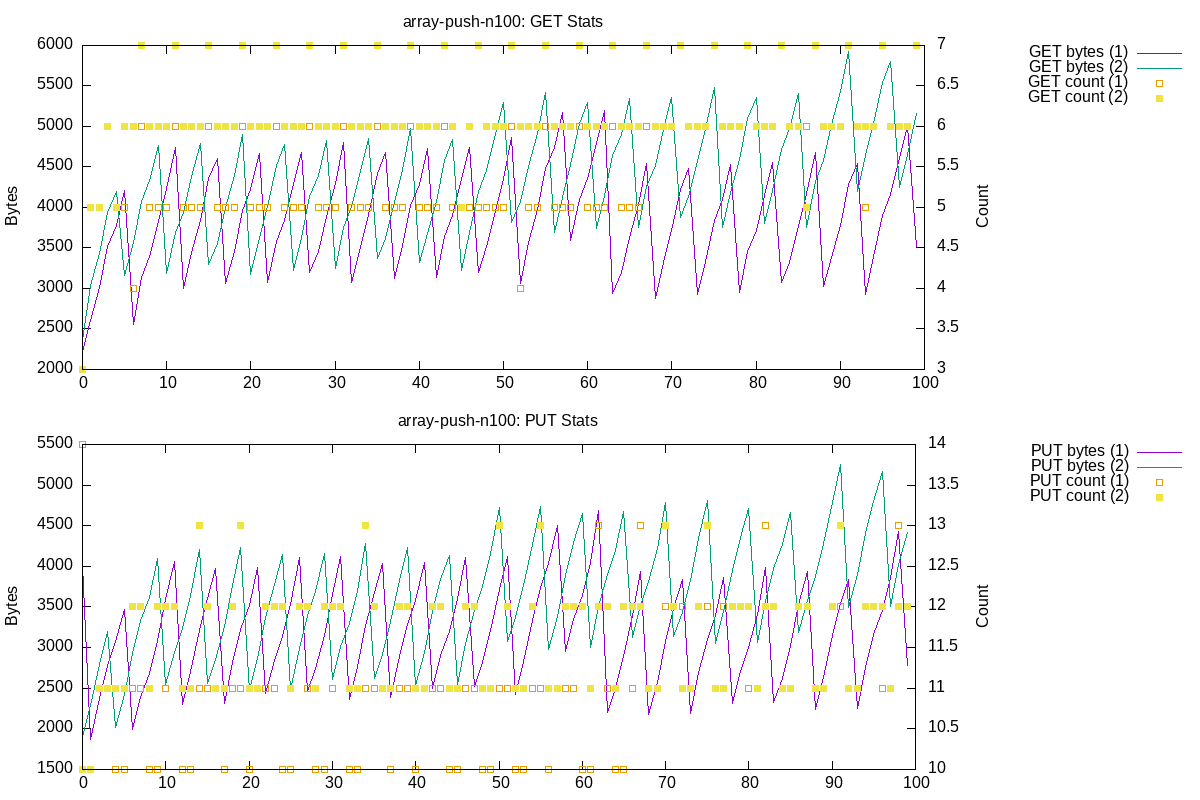 array-push-n100: GET Stats
6000
5500
5000
4500
4000
3500
3000
2500
2000
Bytes
7
6.5
6
5.5
5
4.5
4
3.5
3
Count
0 10 20 30 40 50 60 70 80 90 100
GET bytes (1)
GET bytes (2)
GET count (1)
GET count (2)
array-push-n100: PUT Stats
5500
5000
4500
4000
3500
3000
2500
2000
1500
Bytes
14
13.5
13
12.5
12
11.5
11
10.5
10
Count
0 10 20 30 40 50 60 70 80 90 100
PUT bytes (1)
PUT bytes (2)
PUT count (1)
PUT count (2)